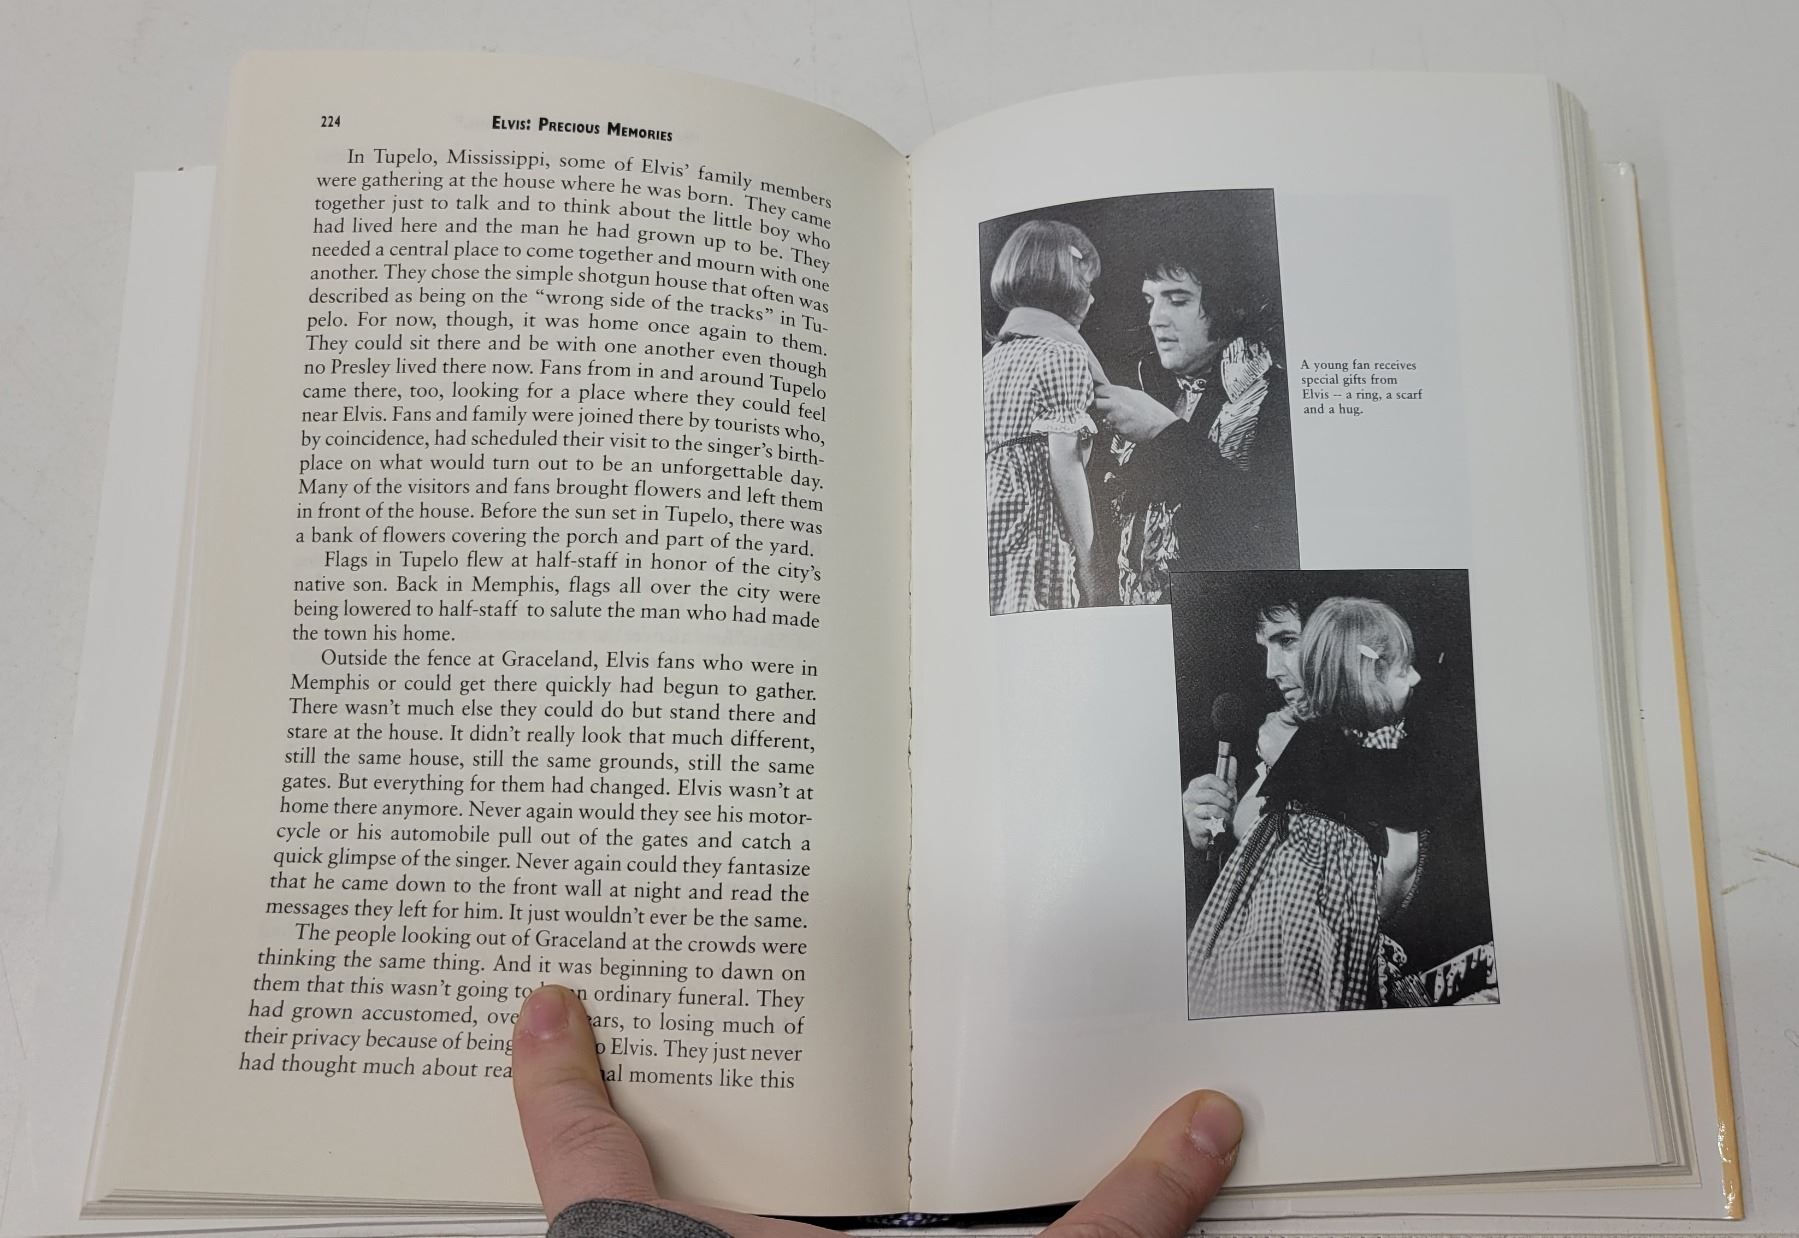 224
ELVIS: PRECIOUS MEMORIES
In Tupelo, Mississippi, some of Elvis' family members
were gathering at the house where he was born. They came
together just to talk and to think about the little boy who
had lived here and the man he had grown up to be. They
needed a central place to come together and mourn with one
another. They chose the simple shotgun house that often was
described as being on the “wrong side of the tracks” in Tu-
pelo. For now, though, it was home once again to them.
They could sit there and be with one another even though
no Presley lived there now. Fans from in and around Tupelo
came there, too, looking for a place where they could feel
near Elvis. Fans and family were joined there by tourists who,
by coincidence, had scheduled their visit to the singer's birth-
place on what would turn out to be an unforgettable day.
Many of the visitors and fans brought flowers and left them
in front of the house. Before the sun set in Tupelo, there was
a bank of flowers covering the porch and part of the yard.
Flags in Tupelo flew at half-staff in honor of the city's
native son. Back in Memphis, flags all over the city were
being lowered to half-staff to salute the man who had made
the town his home.
Outside the fence at Graceland, Elvis fans who were in
Memphis or could get there quickly had begun to gather.
There wasn't much else they could do but stand there and
stare at the house. It didn't really look that much different,
still the same house, still the same grounds, still the same
gates. But everything for them had changed. Elvis wasn't at
home there anymore. Never again would they see his motor-
cycle or his automobile pull out of the gates and catch a
quick glimpse of the singer. Never again could they fantasize
that he came down to the front wall at night and read the
messages they left for him. It just wouldn't ever be the same.
The people looking out of Graceland at the crowds were
thinking the same thing. And it was beginning to dawn on
them that this wasn't going to ordinary funeral. They
had grown accustomed, to losing much of
their privacy because of being Elvis. They just never
had thought much about moments like this
A young fan receives
special gifts from
Elvis -- a ring, a scarf
and a hug.